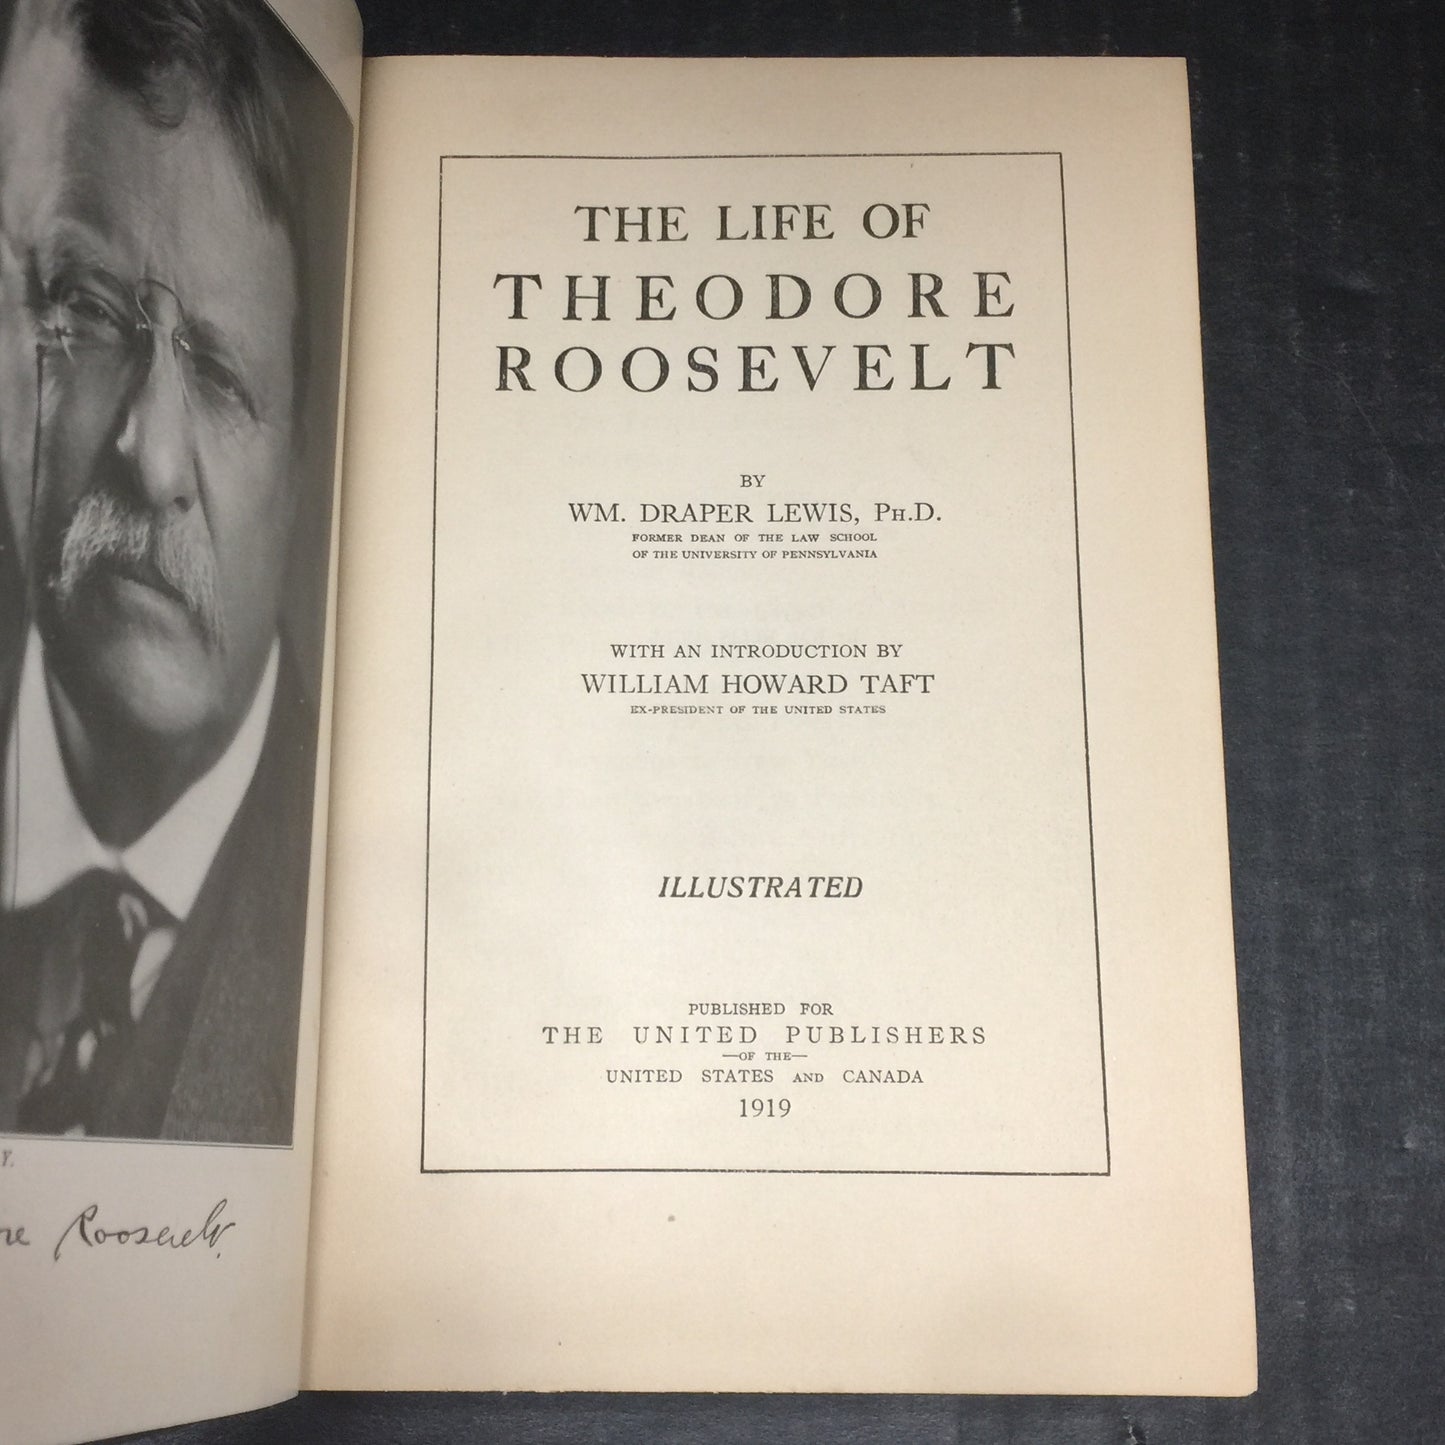 THE LIFE OF
THEODORE
ROOSEVELT
BY
WM. DRAPER LEWIS, PH.D.
FORMER DEAN OF THE LAW SCHOOL
OF THE UNIVERSITY OF PENNSYLVANIA
WITH AN INTRODUCTION BY
WILLIAM HOWARD TAFT
EX-PRESIDENT OF THE UNITED STATES
ILLUSTRATED
PUBLISHED FOR
THE UNITED PUBLISHERS
—OF THE—
UNITED STATES AND CANADA
1919
Y.
re Roosevelt.